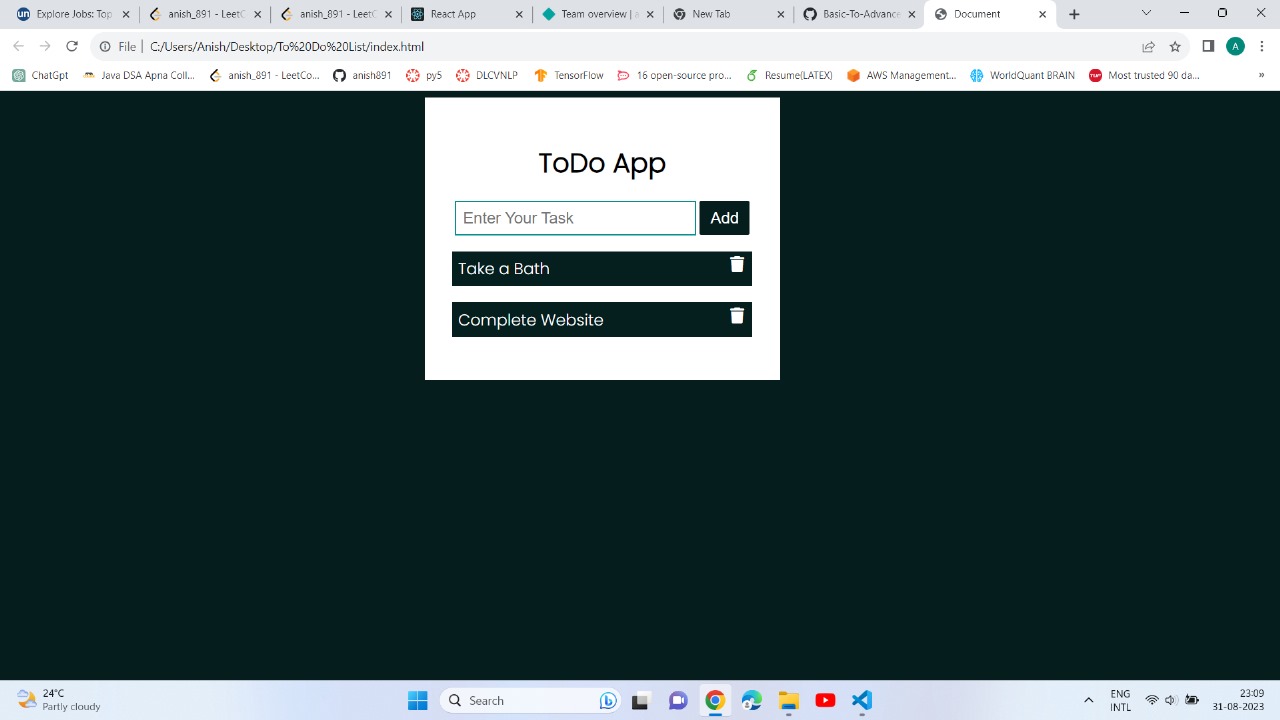 Explore Jobs: Top
anish_891 - LeetC
anish_891 - LeetC
React App
Team overview | a
New Tab
Basics-To-Advance
Document
File
C:/Users/Anish/Desktop/To%20Do%20List/index.html
A
ChatGpt
Java DSA Apna Coll...
anish_891 - LeetCo...
anish891
py5
DLCVNLP
TensorFlow
16 open-source pro...
Resume(LATEX)
AWS Management...
WorldQuant BRAIN
Most trusted 90 da...
»
ToDo App
Enter Your Task
Add
Take a Bath
Complete Website
24°C
Partly cloudy
Search
ENG
INTL
23:09
31-08-2023